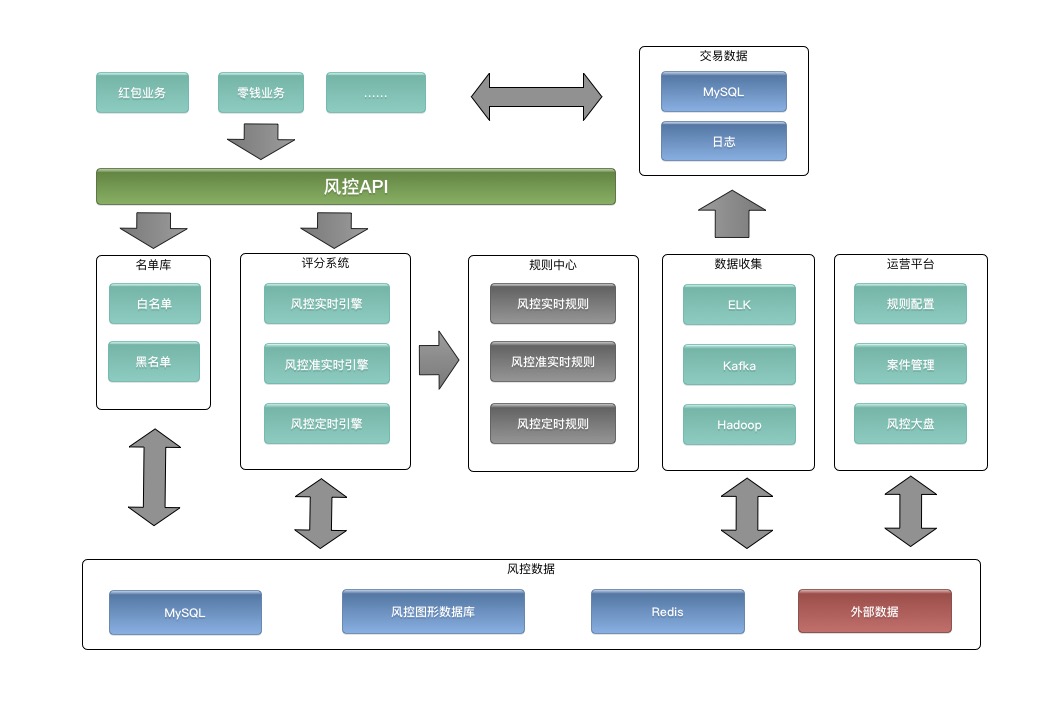 红包业务
零钱业务
......
交易数据
MySQL
日志
风控API
名单库
白名单
黑名单
评分系统
风控实时引擎
风控准实时引擎
风控定时引擎
规则中心
风控实时规则
风控准实时规则
风控定时规则
数据收集
ELK
Kafka
Hadoop
运营平台
规则配置
案件管理
风控大盘
风控数据
MySQL
风控图形数据库
Redis
外部数据